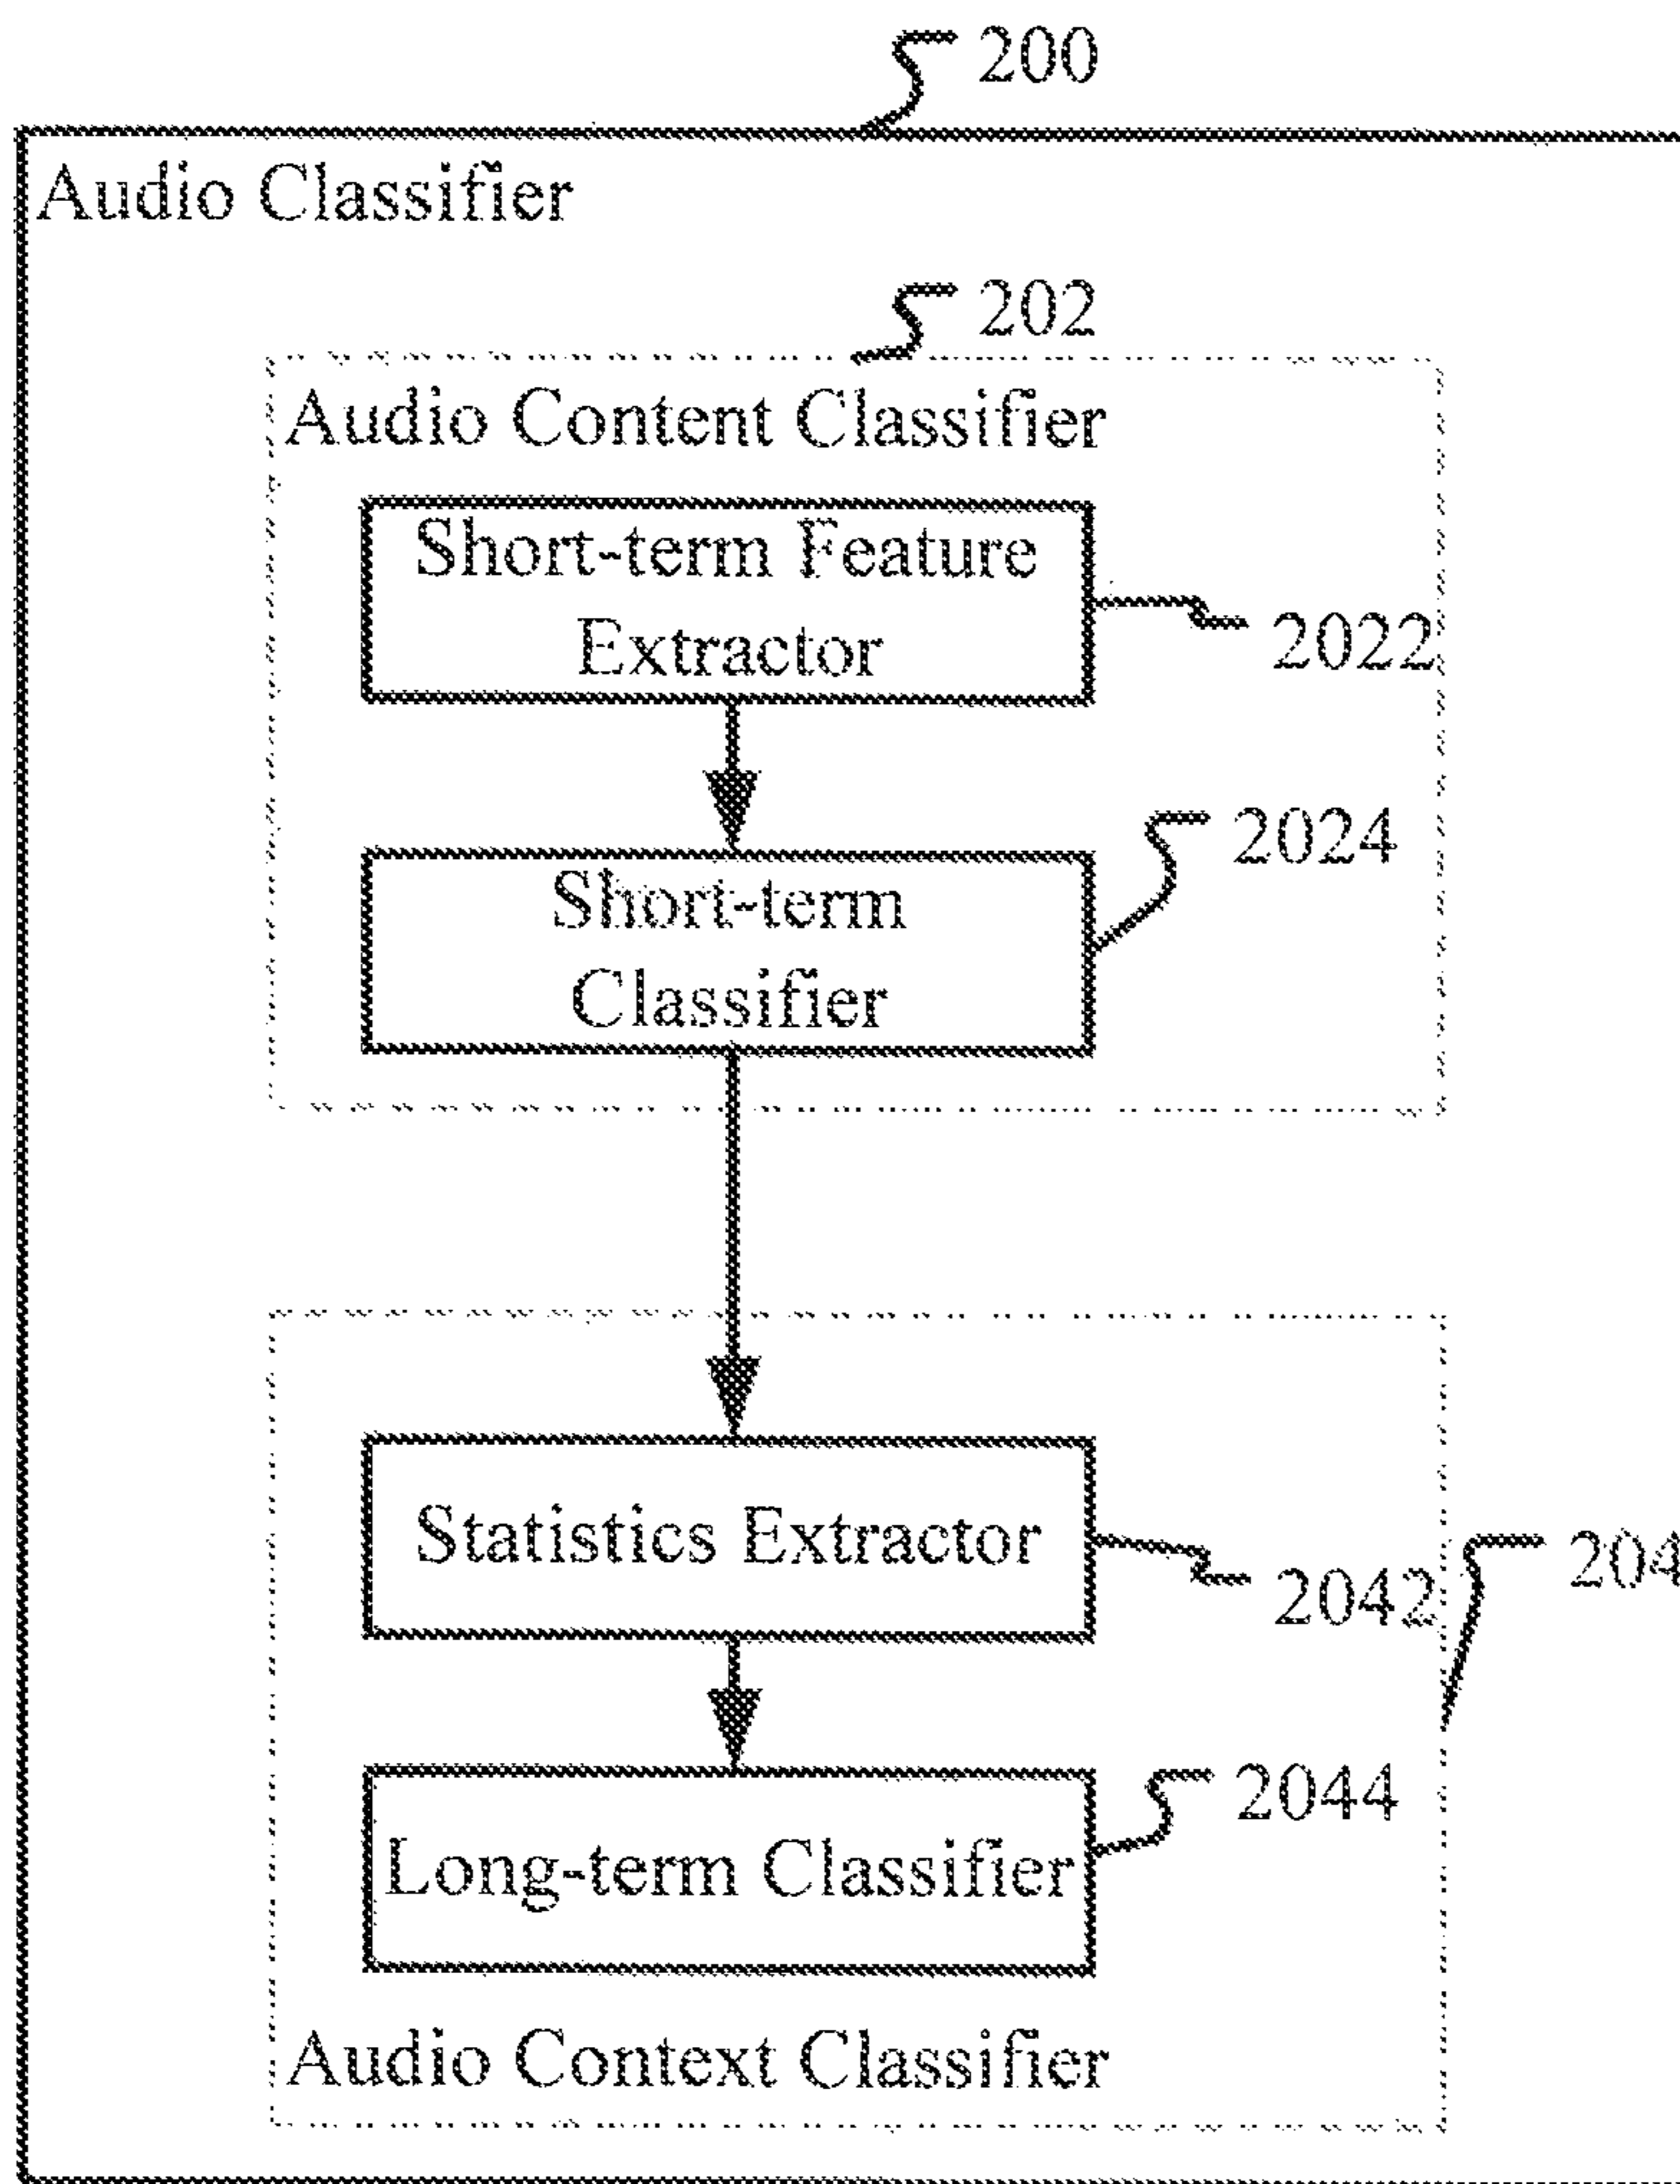 200
Audio Classifier
202
Audio Content Classifier
Short-term Feature
Extractor
2022
2024
Short-term
Classifier
Statistics Extractor
2042
204
2044
Long-term Classifier
Audio Context Classifier